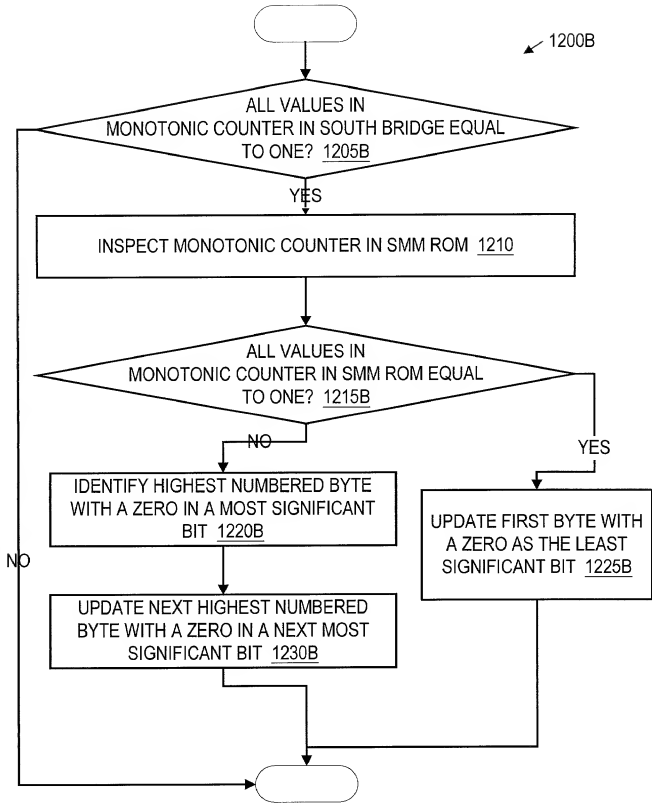 1200B
ALL VALUES IN
MONOTONIC COUNTER IN SOUTH BRIDGE EQUAL
TO ONE? 1205B
YES
INSPECT MONOTONIC COUNTER IN SMM ROM 1210
ALL VALUES IN
MONOTONIC COUNTER IN SMM ROM EQUAL
TO ONE? 1215B
NO
YES
IDENTIFY HIGHEST NUMBERED BYTE
WITH A ZERO IN A MOST SIGNIFICANT
BIT 1220B
UPDATE FIRST BYTE WITH
A ZERO AS THE LEAST
SIGNIFICANT BIT 1225B
NO
UPDATE NEXT HIGHEST NUMBERED
BYTE WITH A ZERO IN A NEXT MOST
SIGNIFICANT BIT 1230B